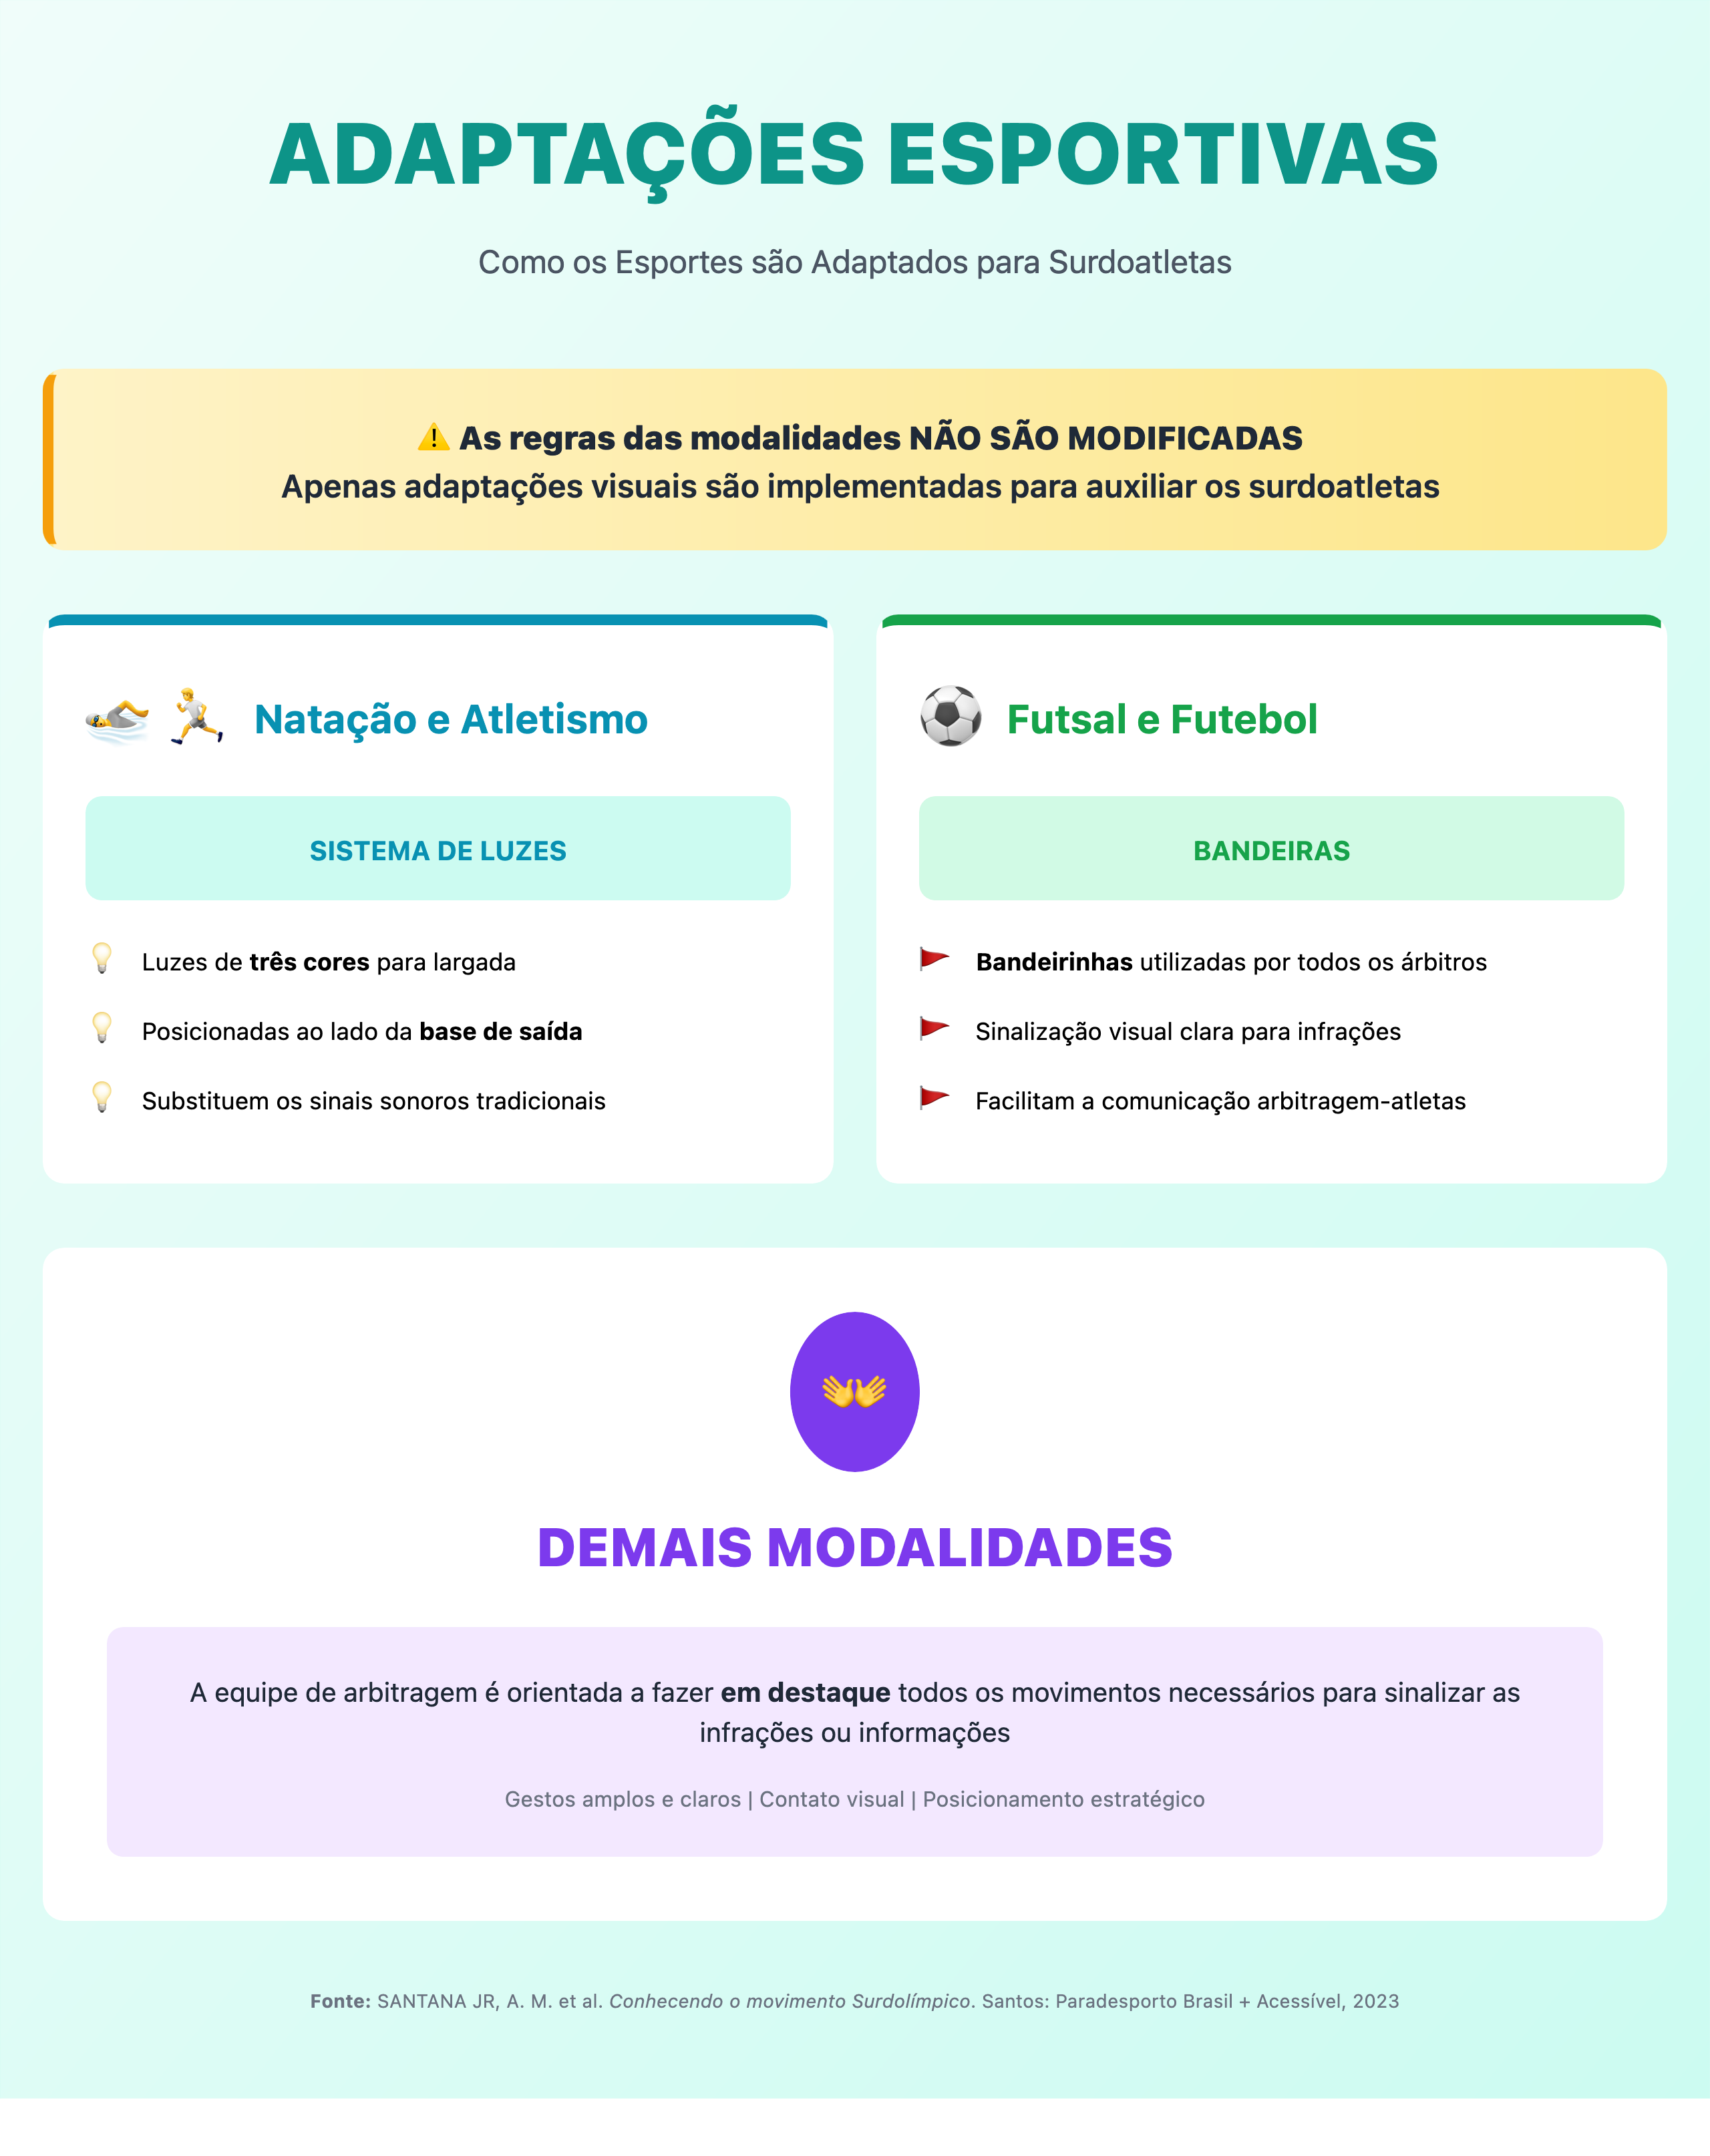 ADAPTAÇÕES ESPORTIVAS
Como os Esportes são Adaptados para Surdoatletas
⚠️ As regras das modalidades NÃO SÃO MODIFICADAS
Apenas adaptações visuais são implementadas para auxiliar os surdoatletas
Natação e Atletismo
SISTEMA DE LUZES
Luzes de três cores para largada
Posicionadas ao lado da base de saída
Substituem os sinais sonoros tradicionais
Futsal e Futebol
BANDEIRAS
Bandeirinhas utilizadas por todos os árbitros
Sinalização visual clara para infrações
Facilitam a comunicação arbitragem-atletas
DEMAIS MODALIDADES
A equipe de arbitragem é orientada a fazer em destaque todos os movimentos necessários para sinalizar as
infrações ou informações
Gestos amplos e claros | Contato visual | Posicionamento estratégico
Fonte: SANTANA JR, A. M. et al. Conhecendo o movimento Surdolímpico. Santos: Paradesporto Brasil + Acessível, 2023